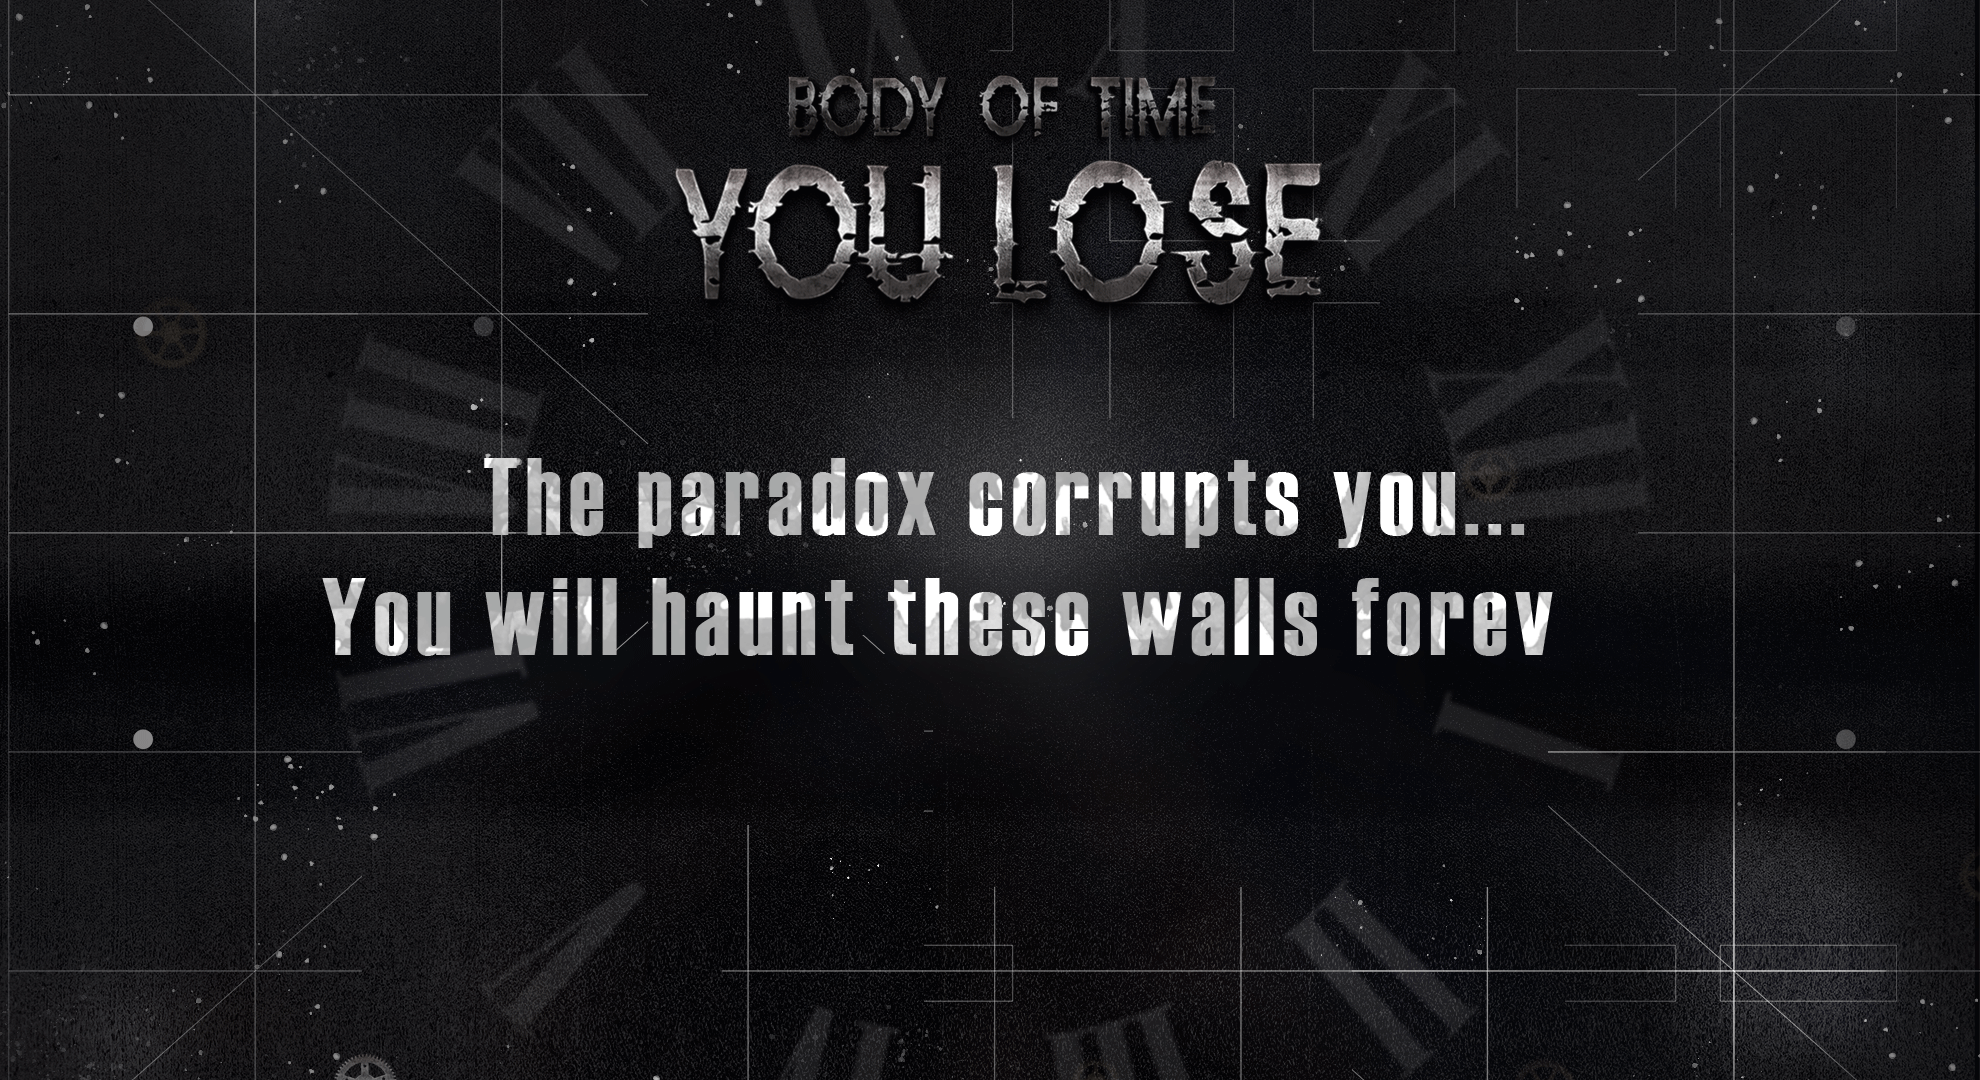 BODY OF TIME
YOU LOSE
The paradox corrupts you...
You will haunt these walls forev